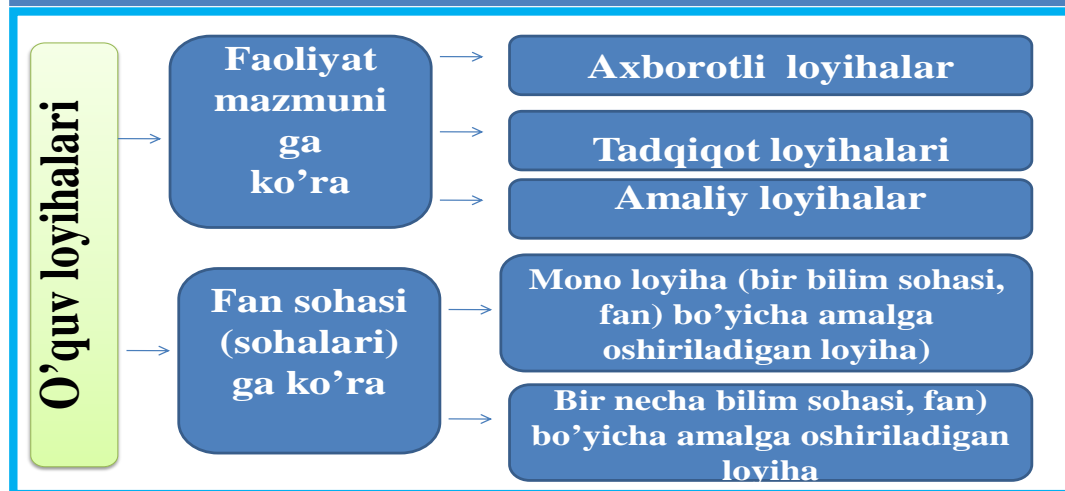 O’quv loyihalari
Faoliyat
mazmuni
ga
ko’ra
Axborotli loyihalar
Tadqiqot loyihalari
Amaliy loyihalar
Fan sohasi
(sohalari)
ga ko’ra
Mono loyiha (bir bilim sohasi,
fan) bo’yicha amalga
oshiriladigan loyiha)
Bir necha bilim sohasi, fan)
bo’yicha amalga oshiriladigan
loyiha